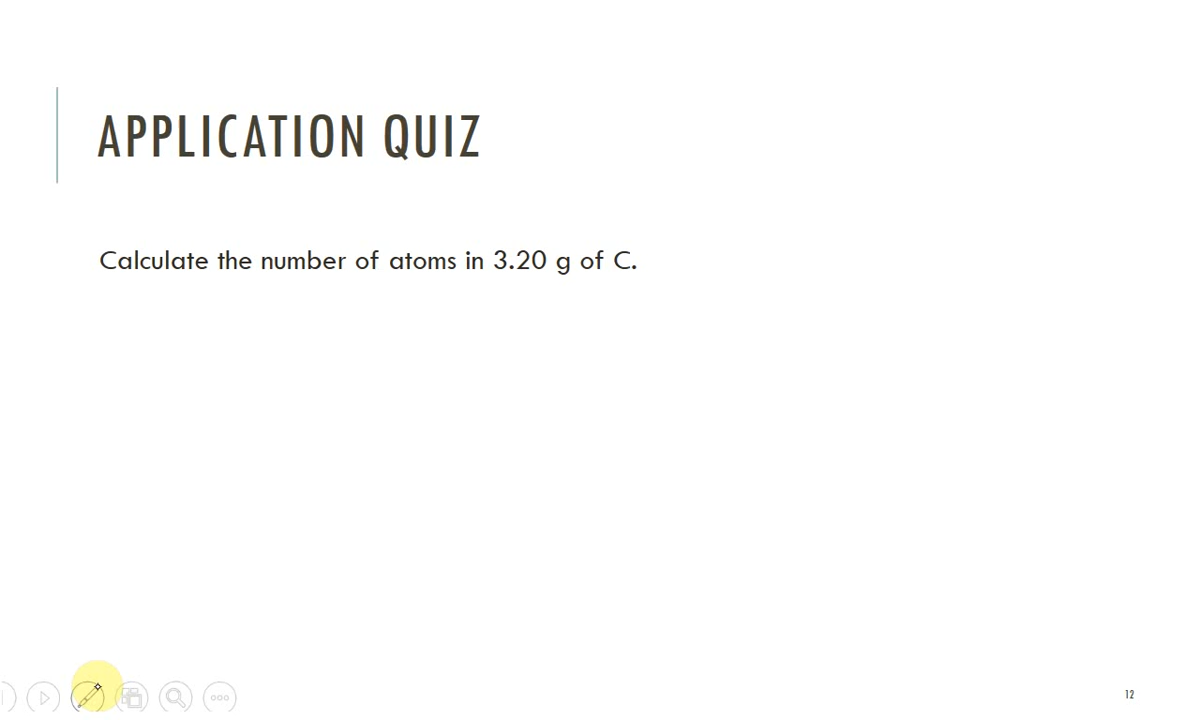 APPLICATION QUIZ
Calculate the number of atoms in 3.20 g of C.
12